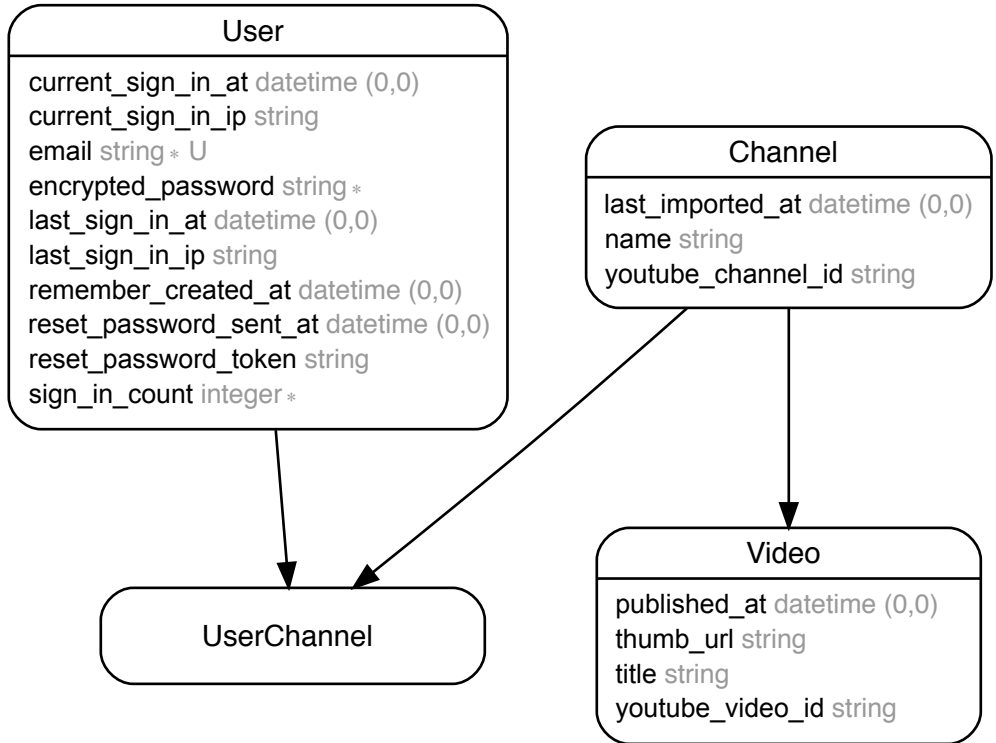 User
current_sign_in_at datetime (0,0)
current_sign_in_ip string
email string * U
encrypted_password string *
last_sign_in_at datetime (0,0)
last_sign_in_ip string
remember_created_at datetime (0,0)
reset_password_sent_at datetime (0,0)
reset_password_token string
sign_in_count integer *
Channel
last_imported_at datetime (0,0)
name string
youtube_channel_id string
UserChannel
Video
published_at datetime (0,0)
thumb_url string
title string
youtube_video_id string